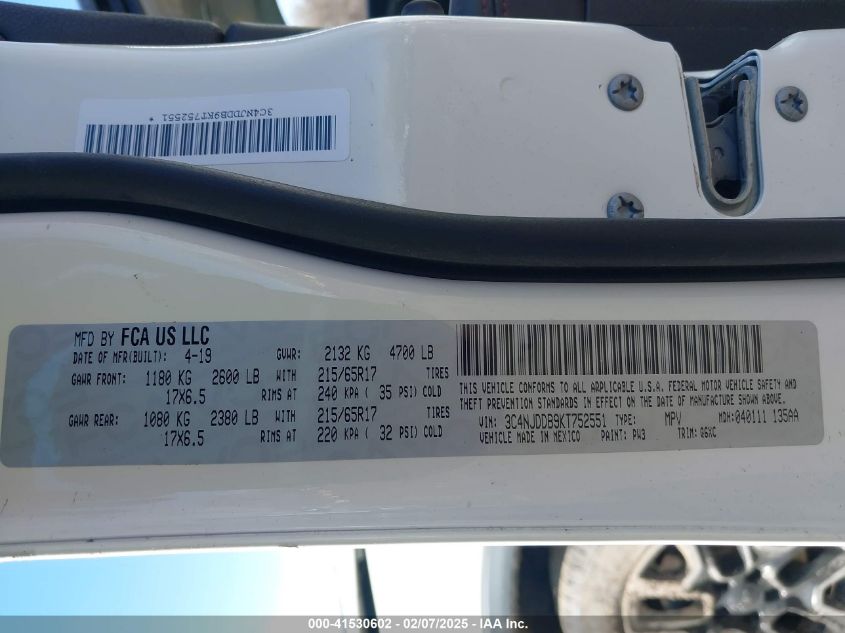 3C4NJDDB9KT752551 *
MFD BY FCA US LLC
DATE OF MFR(BUILT): 4-19 GVWR: 2132 KG 4700 LB
GAWR FRONT: 1180 KG 2600 LB WITH 215/65R17 TIRES
17X6.5 RIMS AT 240 KPA ( 35 PSI) COLD
GAWR REAR: 1080 KG 2380 LB WITH 215/65R17 TIRES
17X6.5 RIMS AT 220 KPA ( 32 PSI) COLD
THIS VEHICLE CONFORMS TO ALL APPLICABLE U.S.A. FEDERAL MOTOR VEHICLE SAFETY AND
THEFT PREVENTION STANDARDS IN EFFECT ON THE DATE OF MANUFACTURE SHOWN ABOVE.
VIN: 3C4NJDDB9KT752551 TYPE: MPV MDH: 040111 135AA
VEHICLE MADE IN MEXICO PAINT: PW3 TRIM: G6XC
000-41530602 - 02/07/2025 - IAA Inc.